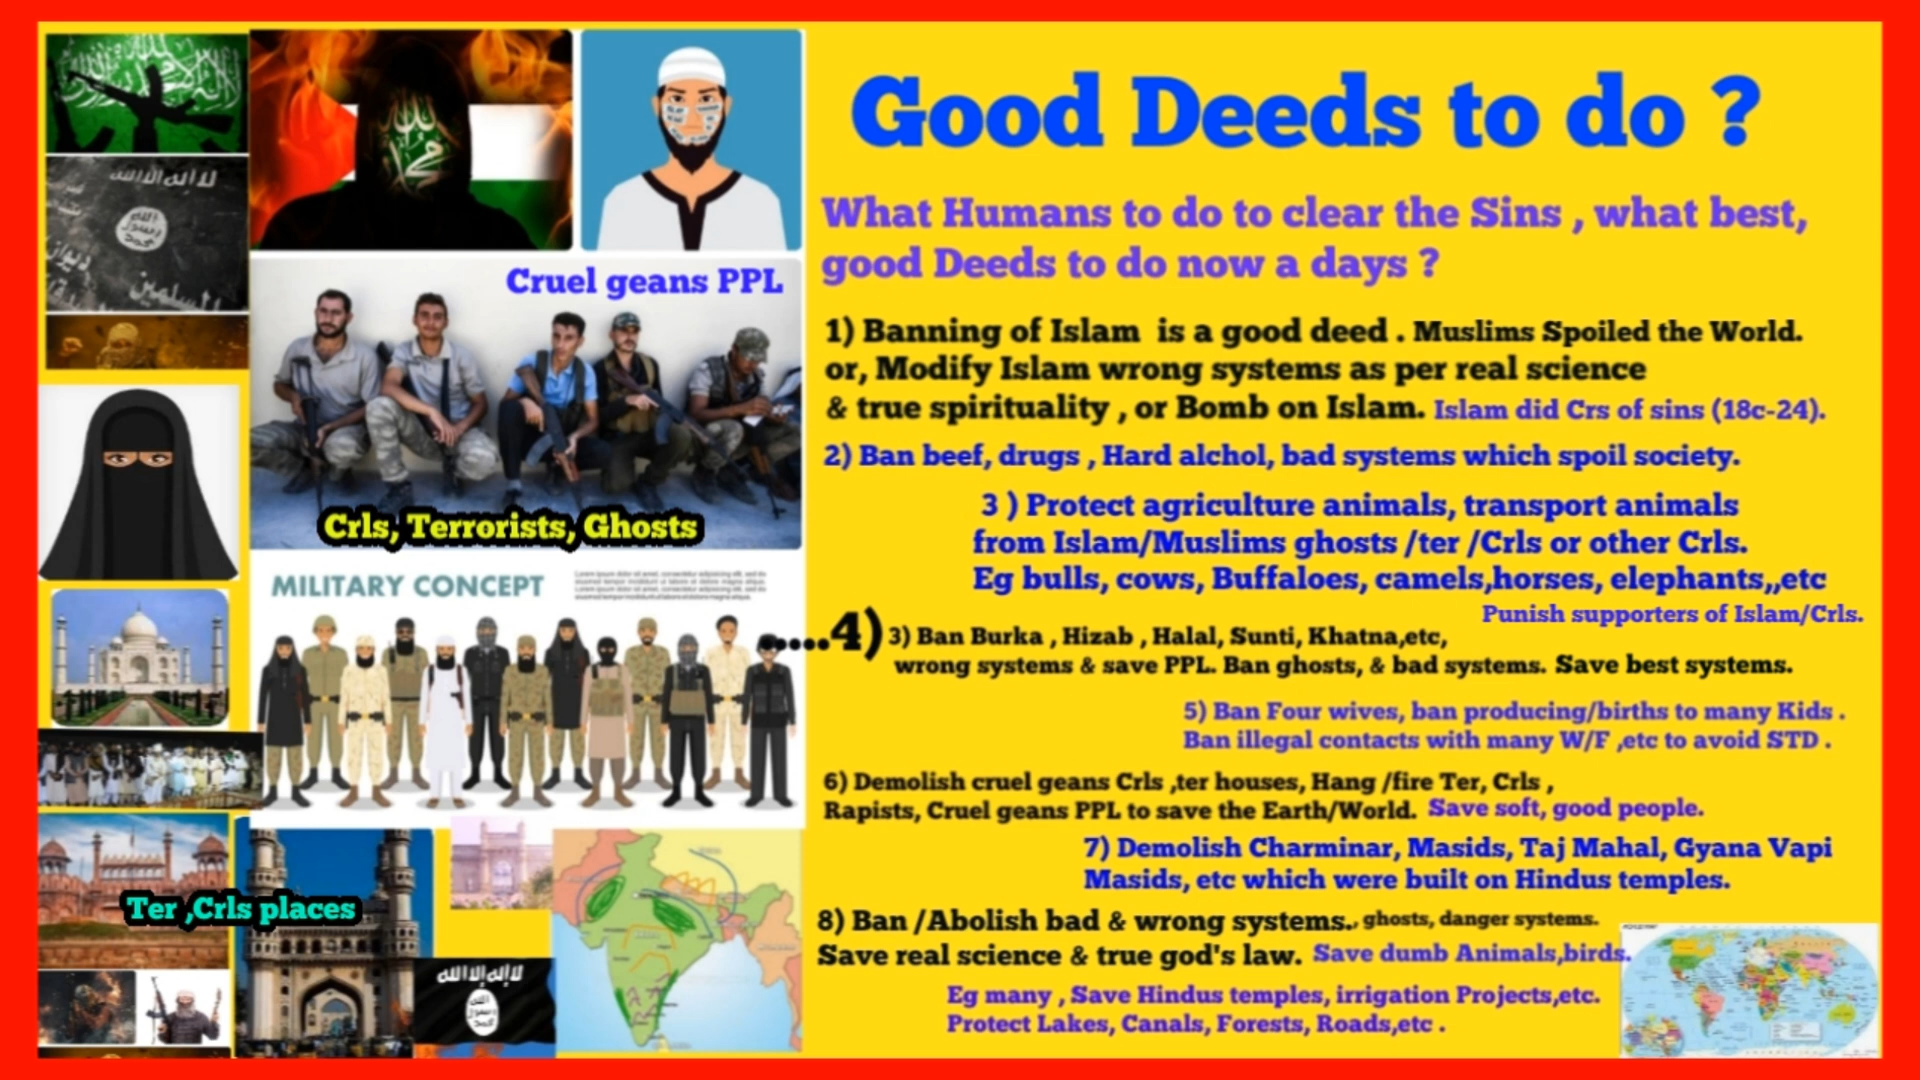 Good Deeds to do ?
What Humans to do to clear the Sins , what best,
good Deeds to do now a days ?
1) Banning of Islam is a good deed . Muslims Spoiled the World.
or, Modify Islam wrong systems as per real science
& true spirituality , or Bomb on Islam. Islam did Crs of sins (18c-24).
2) Ban beef, drugs , Hard alchol, bad systems which spoil society.
3 ) Protect agriculture animals, transport animals
from Islam/Muslims ghosts /ter /Crls or other Crls.
Eg bulls, cows, Buffaloes, camels,horses, elephants,,etc
Punish supporters of Islam/Crls.
....4) 3) Ban Burka , Hizab , Halal, Sunti, Khatna,etc,
wrong systems & save PPL. Ban ghosts, & bad systems. Save best systems.
5) Ban Four wives, ban producing/births to many Kids .
Ban illegal contacts with many W/F ,etc to avoid STD .
6) Demolish cruel geans Crls ,ter houses, Hang /fire Ter, Crls ,
Rapists, Cruel geans PPL to save the Earth/World. Save soft, good people.
7) Demolish Charminar, Masids, Taj Mahal, Gyana Vapi
Masids, etc which were built on Hindus temples.
8) Ban /Abolish bad & wrong systems., ghosts, danger systems.
Save real science & true god's law. Save dumb Animals,birds.
Eg many , Save Hindus temples, irrigation Projects,etc.
Protect Lakes, Canals, Forests, Roads,etc .
Cruel geans PPL
Crls, Terrorists, Ghosts
MILITARY CONCEPT
Ter ,Crls places